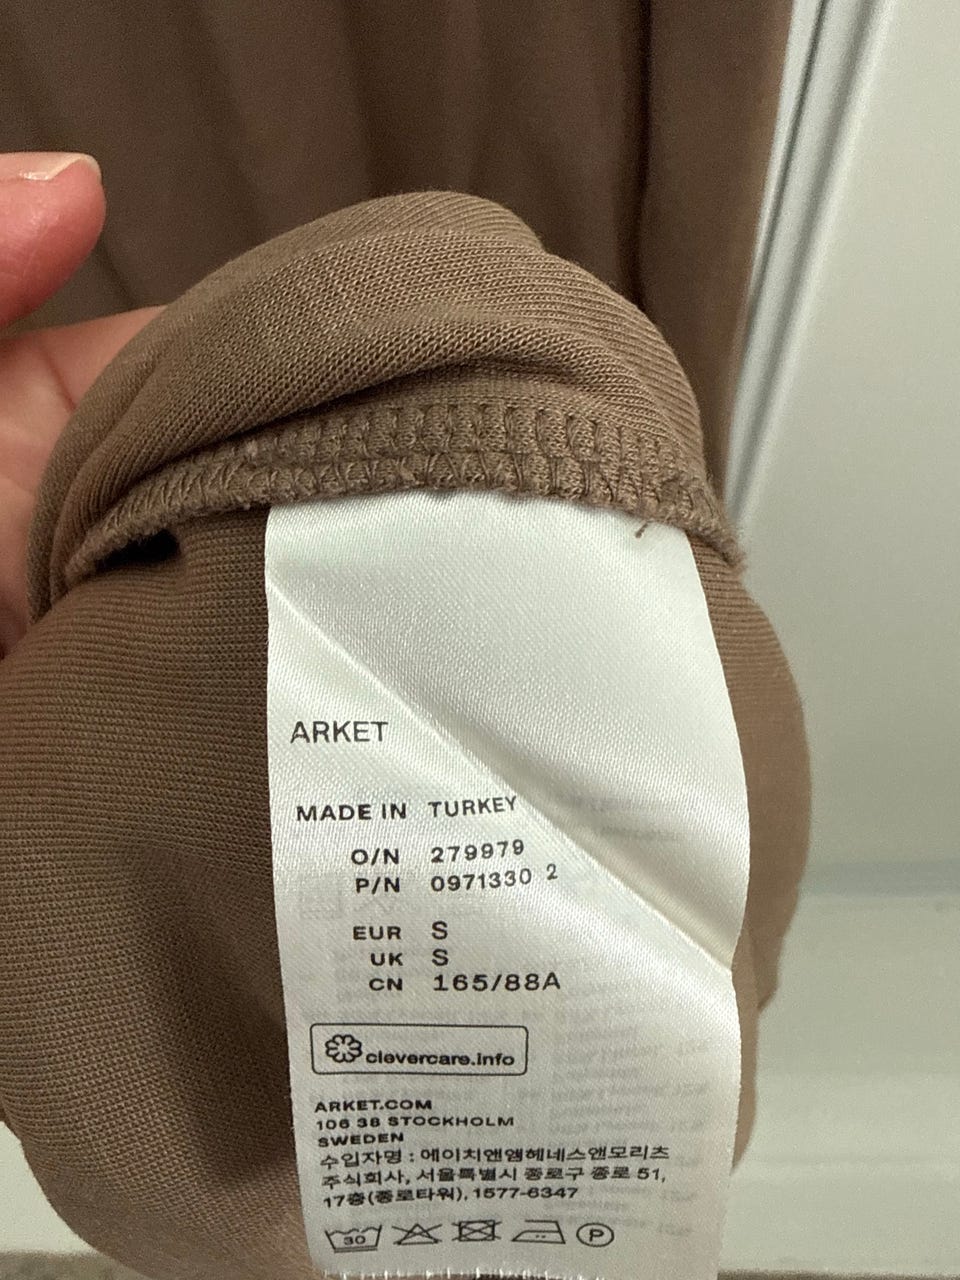 ARKET
MADE IN TURKEY
O/N 279979
P/N 0971330 2
EUR S
UK S
CN 165/88A
clevercare.info
ARKET.COM
106 38 STOCKHOLM
SWEDEN
수입자명 : 에이치앤엠헤네스앤모리츠
주식회사, 서울특별시 종로구 종로 51,
17층(종로타워), 1577-6347
30 P